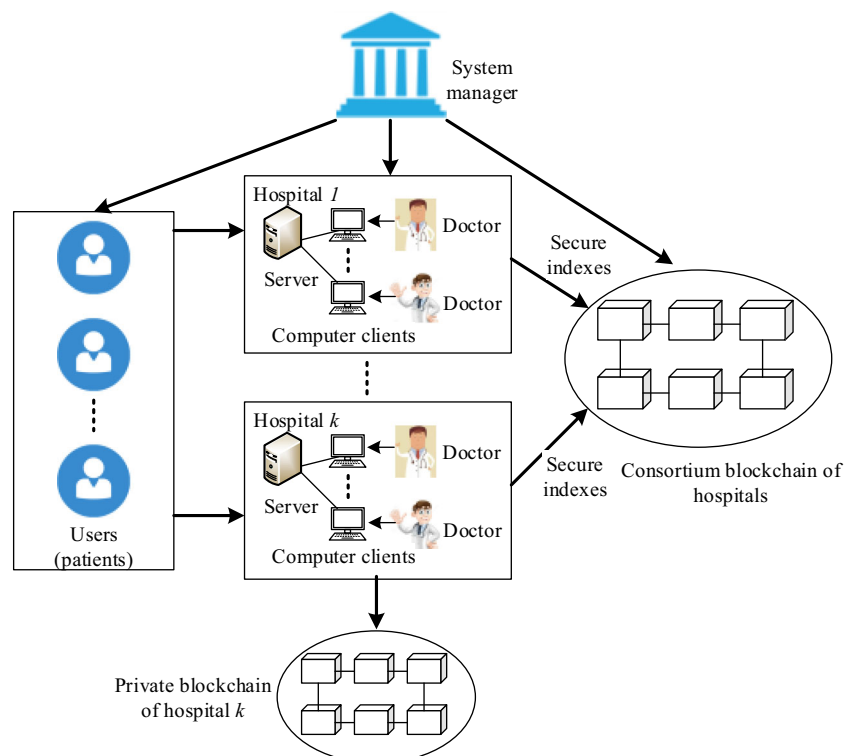 System
manager
Hospital 1
Doctor
Server
Doctor
Computer clients
Secure
indexes
Users
(patients)
Hospital k
Doctor
Server
Doctor
Computer clients
Secure
indexes
Consortium blockchain of
hospitals
Private blockchain
of hospital k